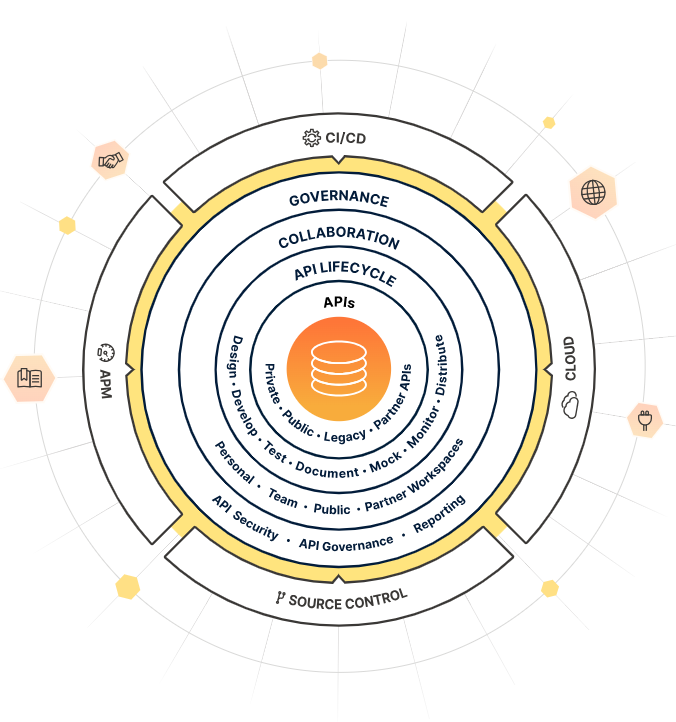 CI/CD
GOVERNANCE
COLLABORATION
API LIFECYCLE
APIs
Private • Public • Legacy • Partner APIs
Design • Develop • Test • Document • Mock • Monitor • Distribute
Personal • Team • Public • Partner Workspaces
API Security • API Governance • Reporting
APM
CLOUD
SOURCE CONTROL